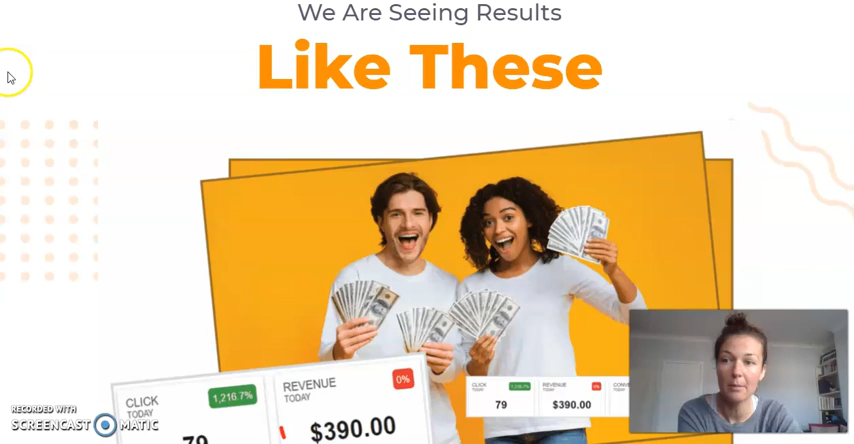 We Are Seeing Results
Like These
CLICK
TODAY
1,216.7%
REVENUE
TODAY
0%
79
$390.00
CLICK
TODAY
1,216.7%
79
REVENUE
TODAY
0%
$390.00
RECORDED WITH
SCREENCAST MATIC